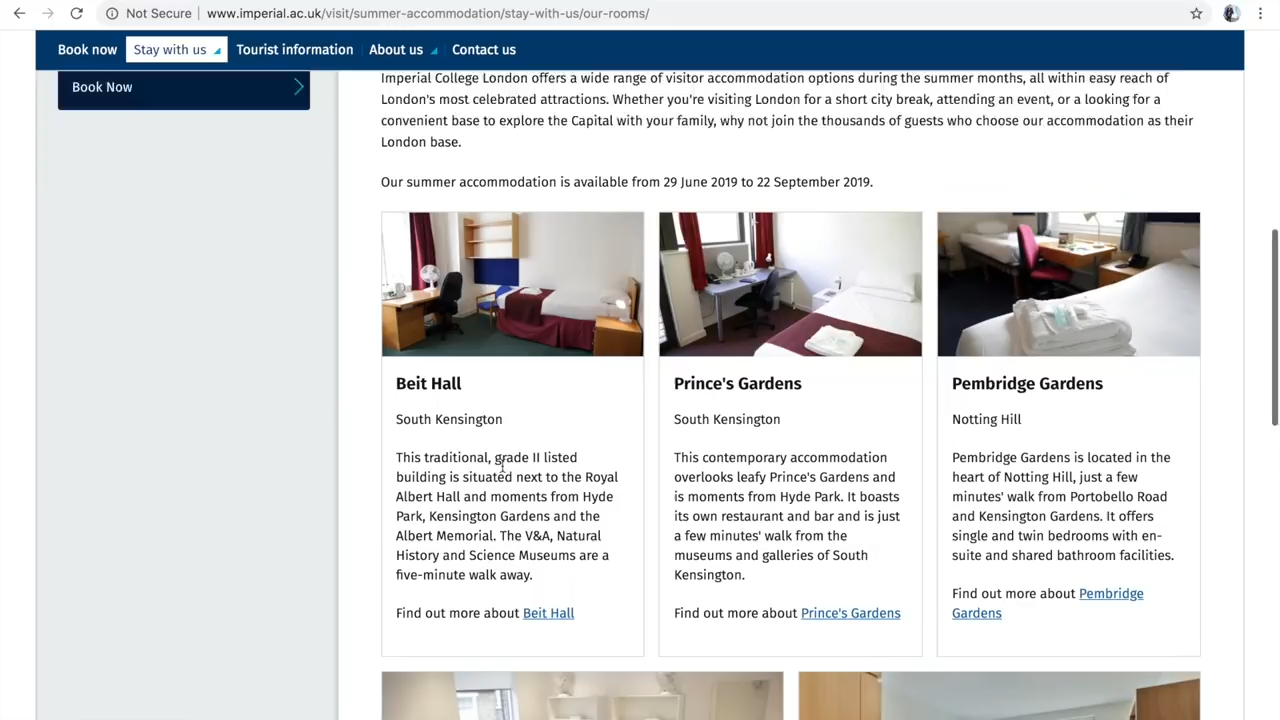 Not Secure
www.imperial.ac.uk/visit/summer-accommodation/stay-with-us/our-rooms/
Book now
Stay with us
Tourist information
About us
Contact us
Book Now
Imperial College London offers a wide range of visitor accommodation options during the summer months, all within easy reach of
London's most celebrated attractions. Whether you're visiting London for a short city break, attending an event, or a looking for a
convenient base to explore the Capital with your family, why not join the thousands of guests who choose our accommodation as their
London base.
Our summer accommodation is available from 29 June 2019 to 22 September 2019.
Beit Hall
South Kensington
This traditional, grade II listed
building is situated next to the Royal
Albert Hall and moments from Hyde
Park, Kensington Gardens and the
Albert Memorial. The V&A, Natural
History and Science Museums are a
five-minute walk away.
Find out more about Beit Hall
Prince's Gardens
South Kensington
This contemporary accommodation
overlooks leafy Prince's Gardens and
is moments from Hyde Park. It boasts
its own restaurant and bar and is just
a few minutes' walk from the
museums and galleries of South
Kensington.
Find out more about Prince's Gardens
Pembridge Gardens
Notting Hill
Pembridge Gardens is located in the
heart of Notting Hill, just a few
minutes' walk from Portobello Road
and Kensington Gardens. It offers
single and twin bedrooms with en-
suite and shared bathroom facilities.
Find out more about Pembridge
Gardens